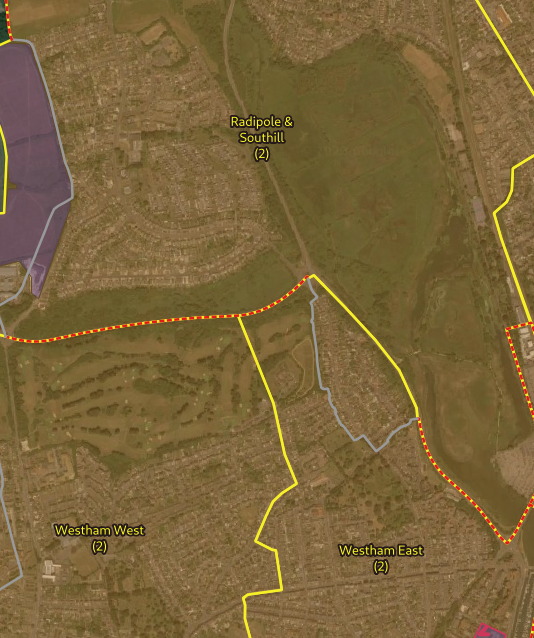 Radipole &
Southill
(2)
Westham West
(2)
Westham East
(2)